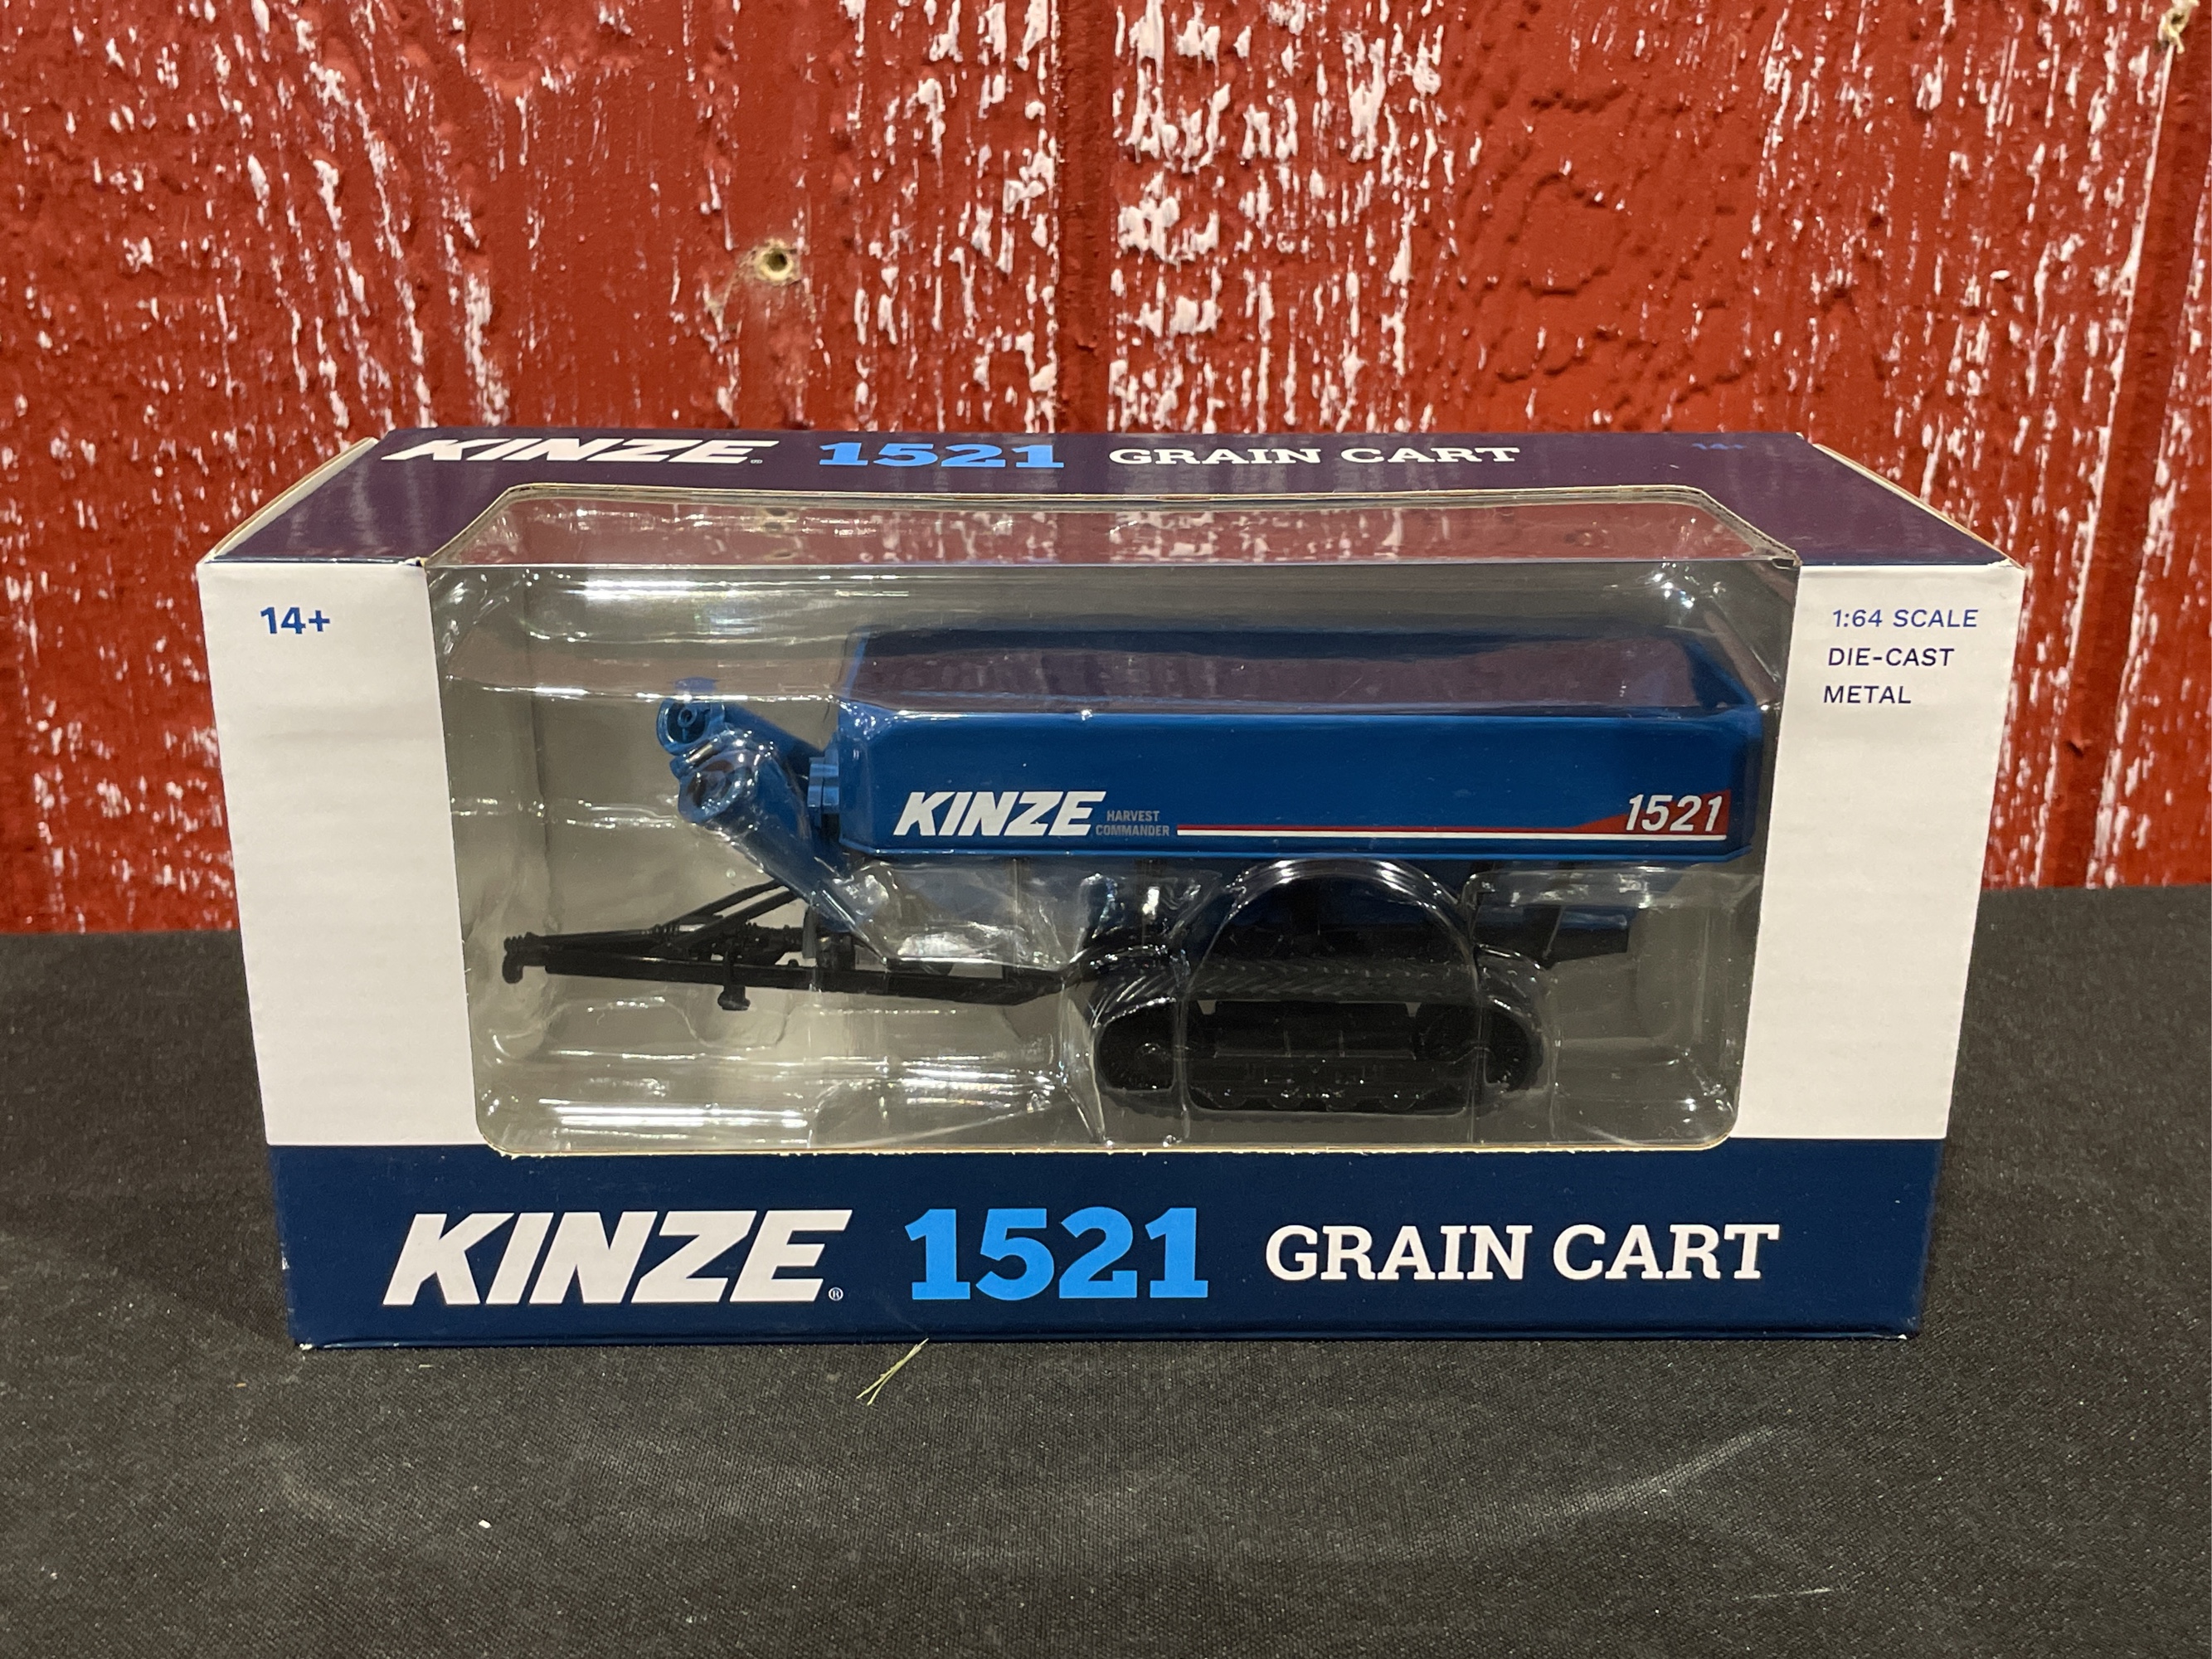 KINZE® 1521 GRAIN CART 14+
14+
1:64 SCALE
DIE-CAST
METAL
KINZE HARVEST COMMANDER 1521
KINZE® 1521 GRAIN CART